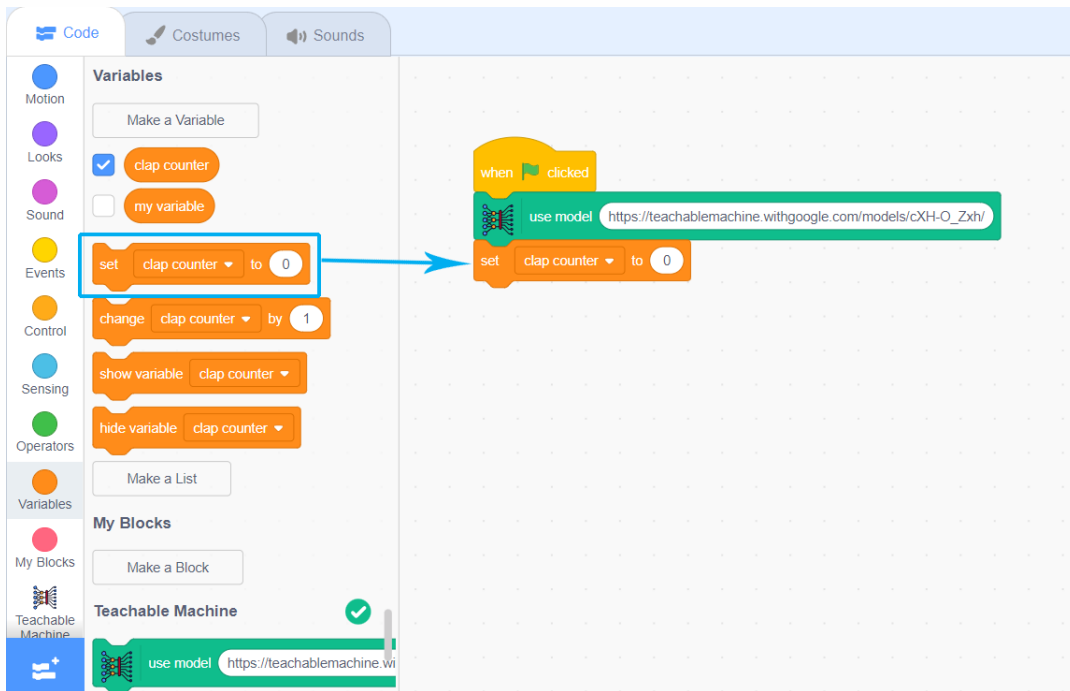 Code
Costumes
Sounds
Motion
Looks
Sound
Events
Control
Sensing
Operators
Variables
My Blocks
Teachable
Machine
Variables
Make a Variable
clap counter
my variable
set clap counter to 0
change clap counter by 1
show variable clap counter
hide variable clap counter
Make a List
My Blocks
Make a Block
Teachable Machine
use model https://teachablemachine.wi
when clicked
use model https://teachablemachine.withgoogle.com/models/cXH-O_Zxh/
set clap counter to 0